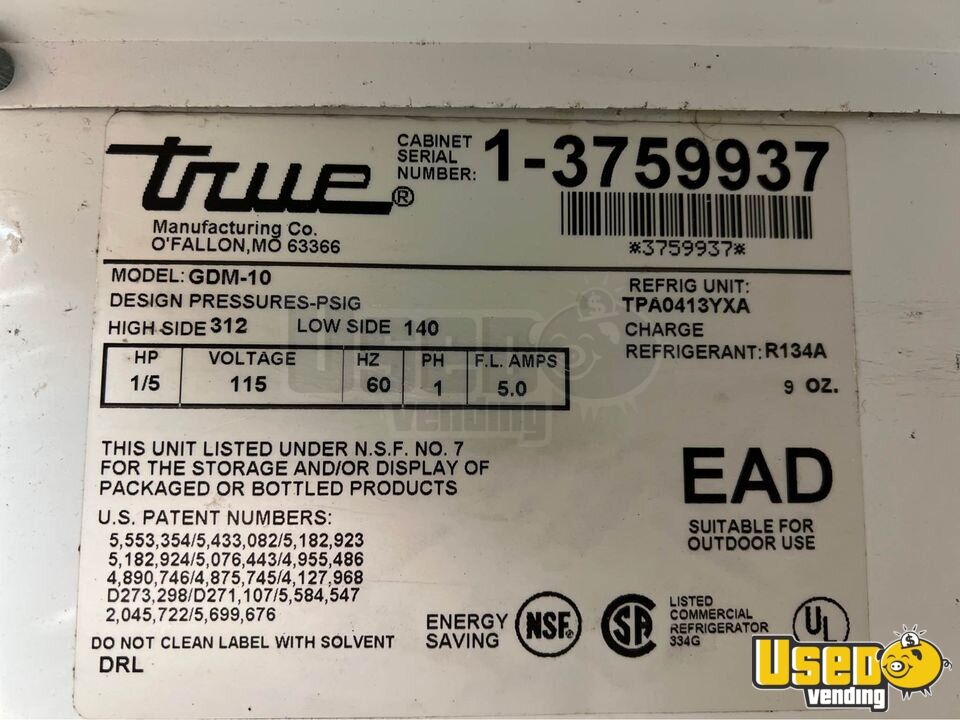 true®
Manufacturing Co.
O'FALLON,MO 63366
CABINET
SERIAL
NUMBER: 1-3759937
*3759937*
MODEL: GDM-10
DESIGN PRESSURES-PSIG
HIGH SIDE 312 LOW SIDE 140
REFRIG UNIT:
TPA0413YXA
CHARGE
REFRIGERANT: R134A
9 OZ.
HP VOLTAGE HZ PH F.L. AMPS
1/5 115 60 1 5.0
THIS UNIT LISTED UNDER N.S.F. NO. 7
FOR THE STORAGE AND/OR DISPLAY OF
PACKAGED OR BOTTLED PRODUCTS
EAD
SUITABLE FOR
OUTDOOR USE
U.S. PATENT NUMBERS:
5,553,354/5,433,082/5,182,923
5,182,924/5,076,443/4,955,486
4,890,746/4,875,745/4,127,968
D273,298/D271,107/5,584,547
2,045,722/5,699,676
DO NOT CLEAN LABEL WITH SOLVENT
DRL
ENERGY
SAVING
NSF®
SA
LISTED
COMMERCIAL
REFRIGERATOR
334G
UL
USED
vending
USED
vending